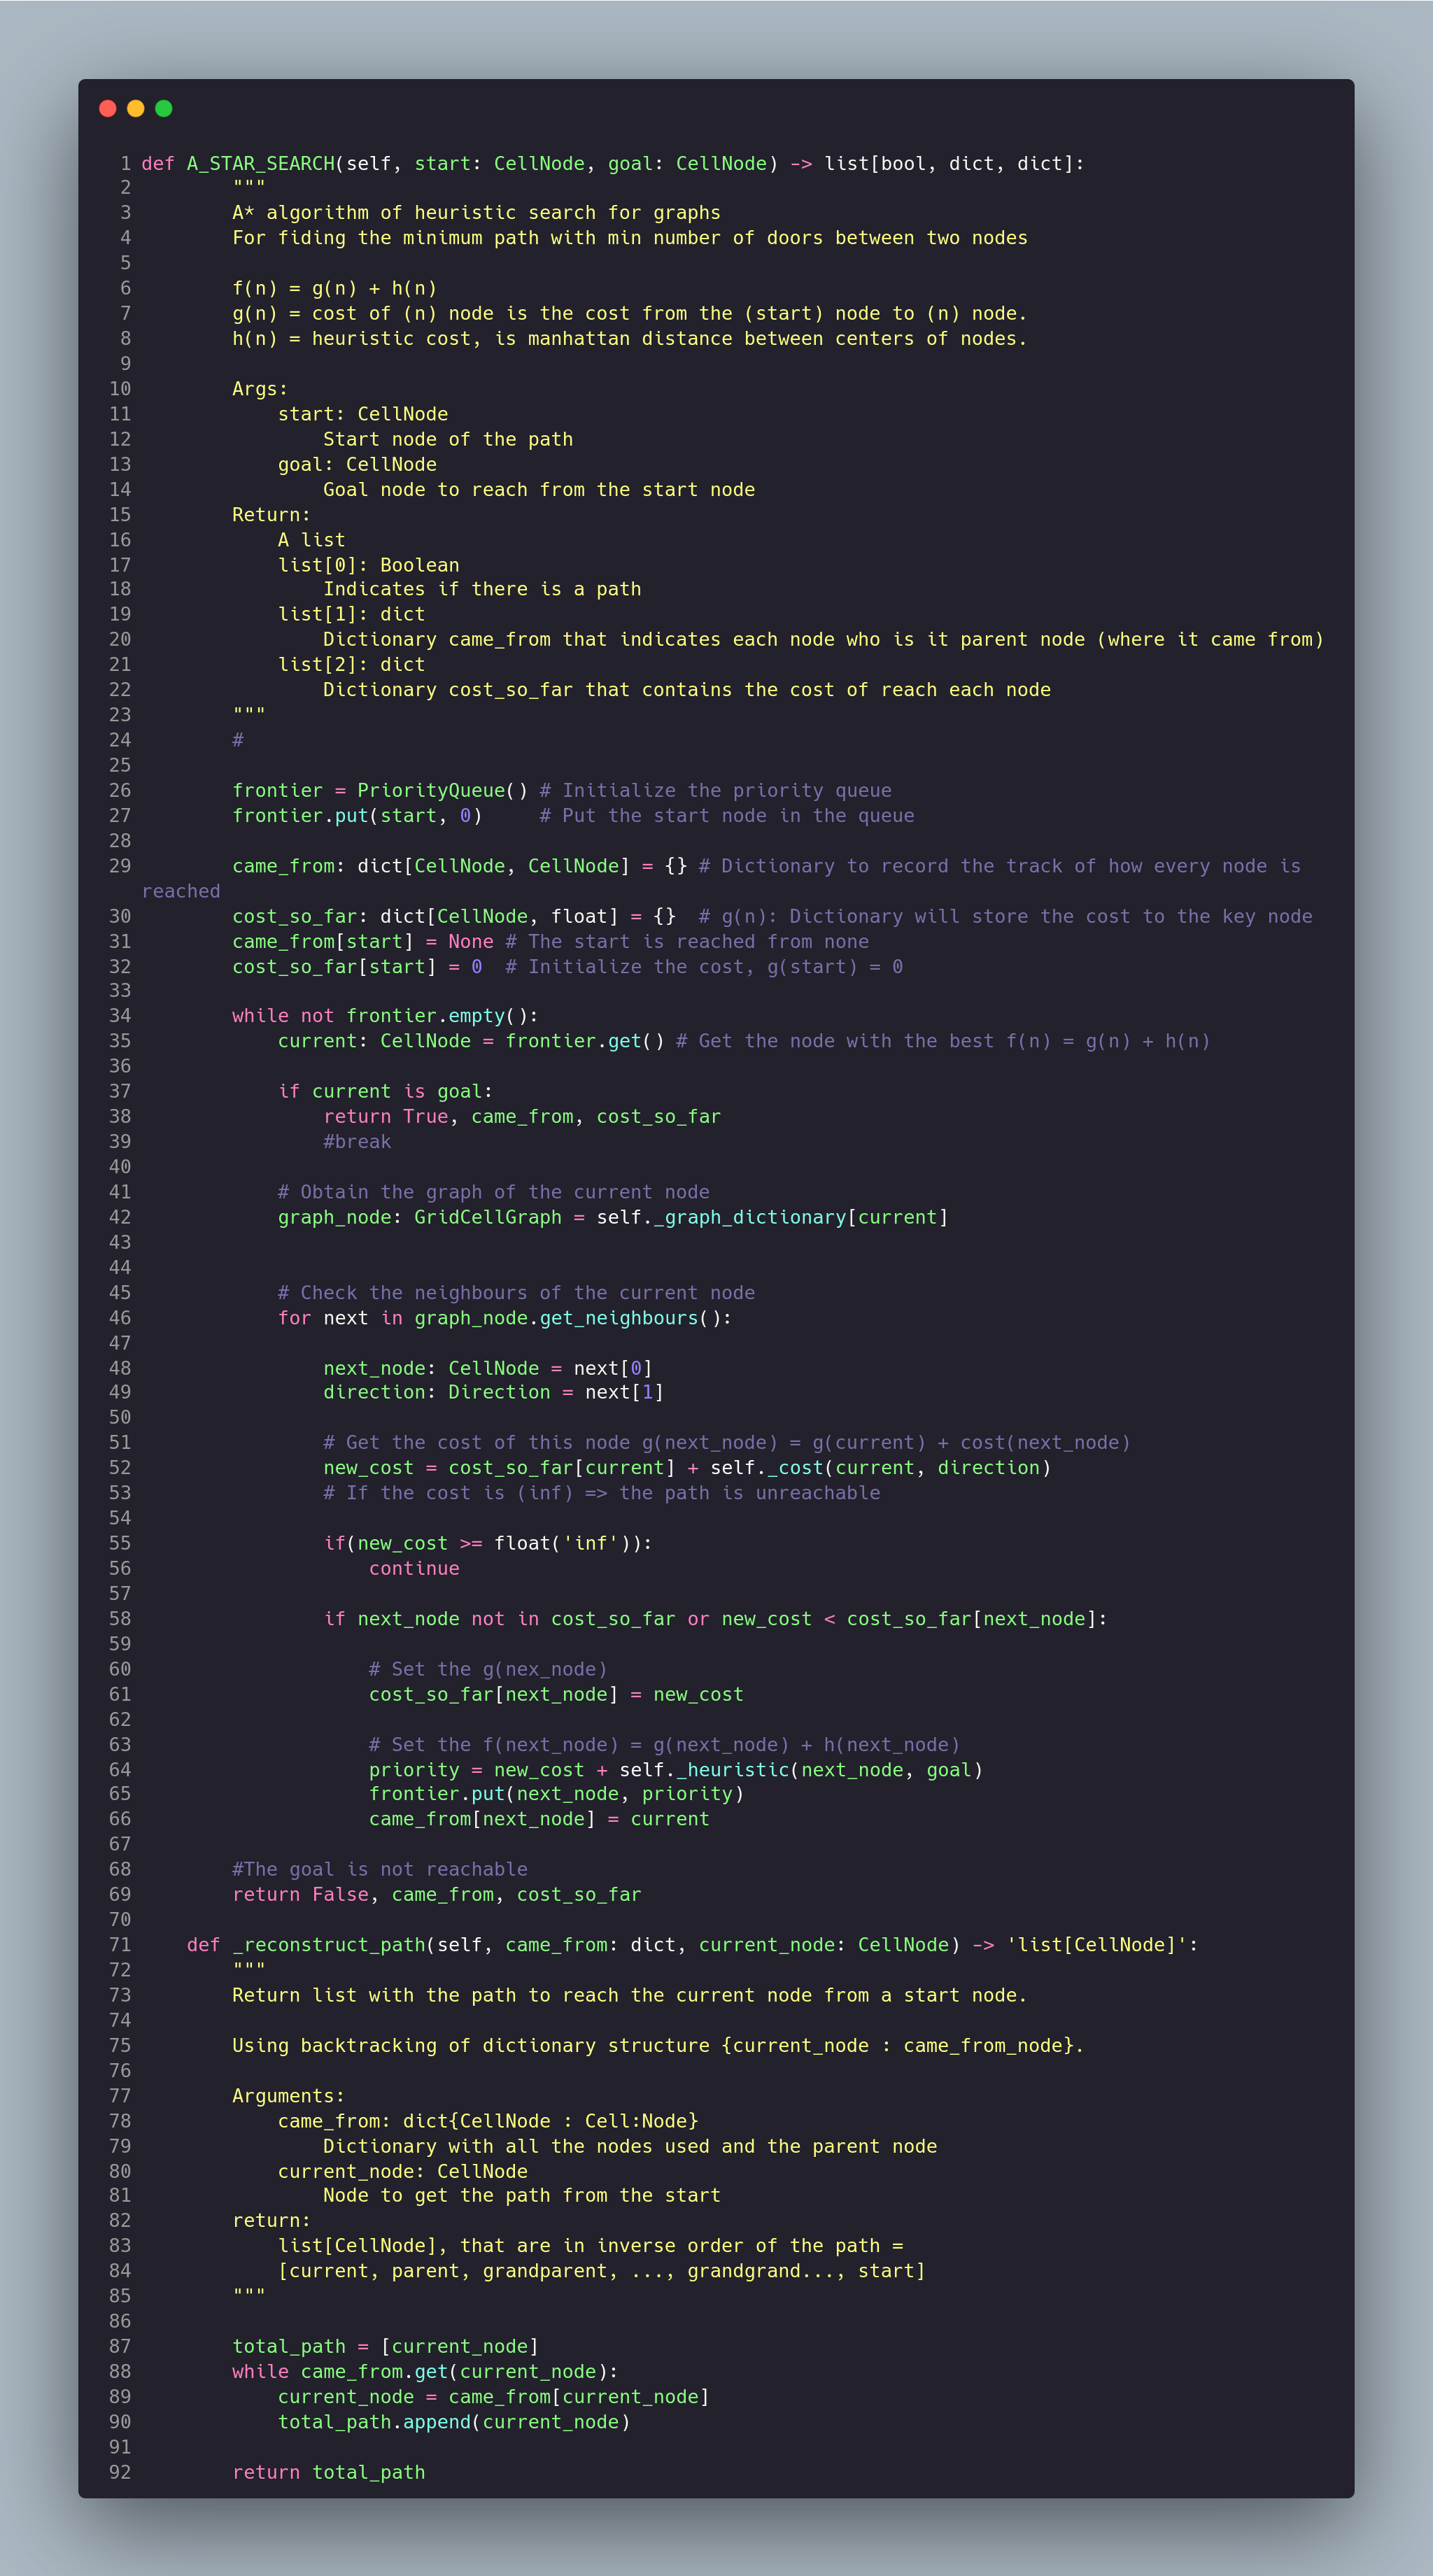 1 def A_STAR_SEARCH(self, start: CellNode, goal: CellNode) -> list[bool, dict, dict]:
2         """
3         A* algorithm of heuristic search for graphs
4         For fiding the minimum path with min number of doors between two nodes
5
6         f(n) = g(n) + h(n)
7         g(n) = cost of (n) node is the cost from the (start) node to (n) node.
8         h(n) = heuristic cost, is manhattan distance between centers of nodes.
9
10         Args:
11             start: CellNode
12                 Start node of the path
13             goal: CellNode
14                 Goal node to reach from the start node
15         Return:
16             A list
17             list[0]: Boolean
18                 Indicates if there is a path
19             list[1]: dict
20                 Dictionary came_from that indicates each node who is it parent node (where it came from)
21             list[2]: dict
22                 Dictionary cost_so_far that contains the cost of reach each node
23         """
24         #
25
26         frontier = PriorityQueue() # Initialize the priority queue
27         frontier.put(start, 0)     # Put the start node in the queue
28
29         came_from: dict[CellNode, CellNode] = {} # Dictionary to record the track of how every node is
reached
30         cost_so_far: dict[CellNode, float] = {}  # g(n): Dictionary will store the cost to the key node
31         came_from[start] = None # The start is reached from none
32         cost_so_far[start] = 0  # Initialize the cost, g(start) = 0
33
34         while not frontier.empty():
35             current: CellNode = frontier.get() # Get the node with the best f(n) = g(n) + h(n)
36
37             if current is goal:
38                 return True, came_from, cost_so_far
39                 #break
40
41             # Obtain the graph of the current node
42             graph_node: GridCellGraph = self._graph_dictionary[current]
43
44
45             # Check the neighbours of the current node
46             for next in graph_node.get_neighbours():
47
48                 next_node: CellNode = next[0]
49                 direction: Direction = next[1]
50
51                 # Get the cost of this node g(next_node) = g(current) + cost(next_node)
52                 new_cost = cost_so_far[current] + self._cost(current, direction)
53                 # If the cost is (inf) => the path is unreachable
54
55                 if(new_cost >= float('inf')):
56                     continue
57
58                 if next_node not in cost_so_far or new_cost < cost_so_far[next_node]:
59
60                     # Set the g(nex_node)
61                     cost_so_far[next_node] = new_cost
62
63                     # Set the f(next_node) = g(next_node) + h(next_node)
64                     priority = new_cost + self._heuristic(next_node, goal)
65                     frontier.put(next_node, priority)
66                     came_from[next_node] = current
67
68         #The goal is not reachable
69         return False, came_from, cost_so_far
70
71     def _reconstruct_path(self, came_from: dict, current_node: CellNode) -> 'list[CellNode]':
72         """
73         Return list with the path to reach the current node from a start node.
74
75         Using backtracking of dictionary structure {current_node : came_from_node}.
76
77         Arguments:
78             came_from: dict{CellNode : Cell:Node}
79                 Dictionary with all the nodes used and the parent node
80             current_node: CellNode
81                 Node to get the path from the start
82         return:
83             list[CellNode], that are in inverse order of the path =
84             [current, parent, grandparent, ..., grandgrand..., start]
85         """
86
87         total_path = [current_node]
88         while came_from.get(current_node):
89             current_node = came_from[current_node]
90             total_path.append(current_node)
91
92         return total_path